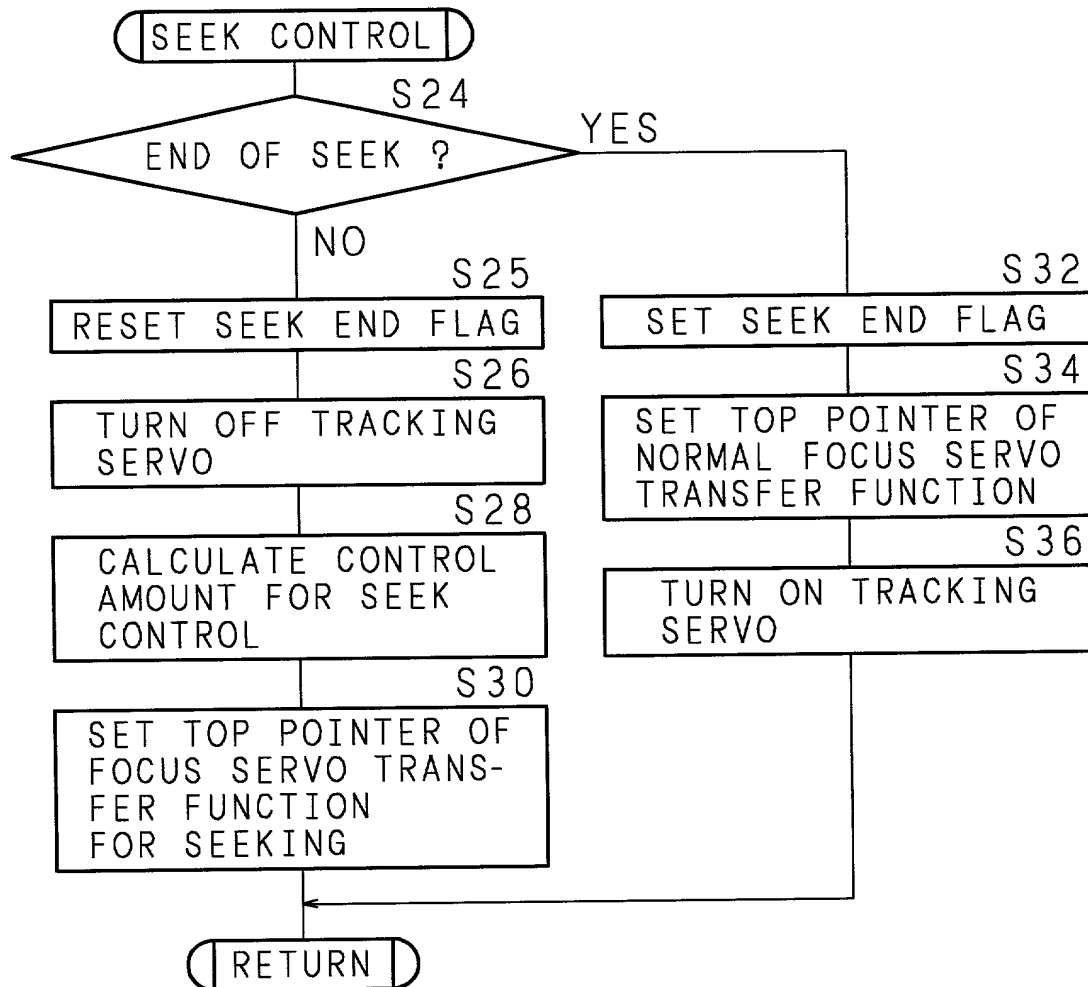 SEEK CONTROL
S24
END OF SEEK ?
YES
NO
S25
RESET SEEK END FLAG
S26
TURN OFF TRACKING
SERVO
S28
CALCULATE CONTROL
AMOUNT FOR SEEK
CONTROL
S30
SET TOP POINTER OF
FOCUS SERVO TRANS-
FER FUNCTION
FOR SEEKING
S32
SET SEEK END FLAG
S34
SET TOP POINTER OF
NORMAL FOCUS SERVO
TRANSFER FUNCTION
S36
TURN ON TRACKING
SERVO
RETURN